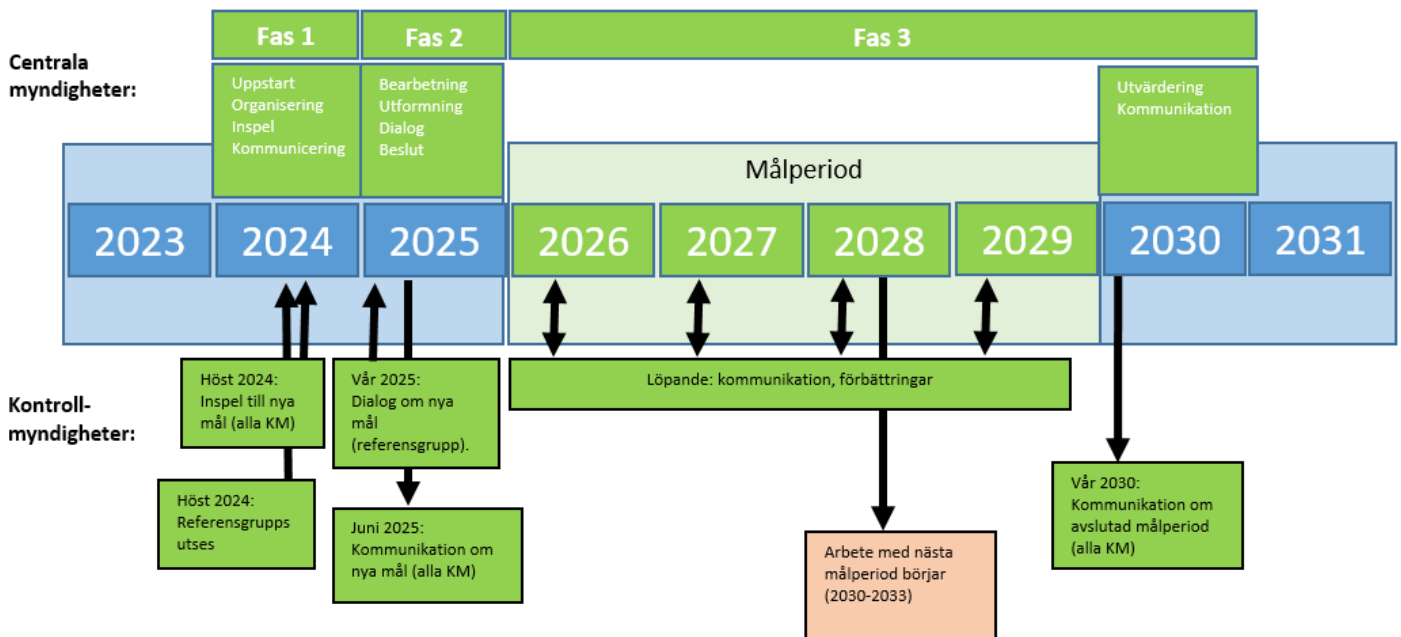 Fas 1
Fas 2
Fas 3
Centrala
myndigheter:
Uppstart
Organisering
Inspel
Kommunicering
Bearbetning
Utformning
Dialog
Beslut
Utvärdering
Kommunikation
Målperiod
2023
2024
2025
2026
2027
2028
2029
2030
2031
Kontroll-
myndigheter:
Höst 2024:
Inspel till nya
mål (alla KM)
Höst 2024:
Referensgrupps
utses
Vår 2025:
Dialog om nya
mål
(referensgrupp).
Juni 2025:
Kommunikation om
nya mål (alla KM)
Löpande: kommunikation, förbättringar
Arbete med nästa
målperiod börjar
(2030-2033)
Vår 2030:
Kommunikation om
avslutad målperiod
(alla KM)